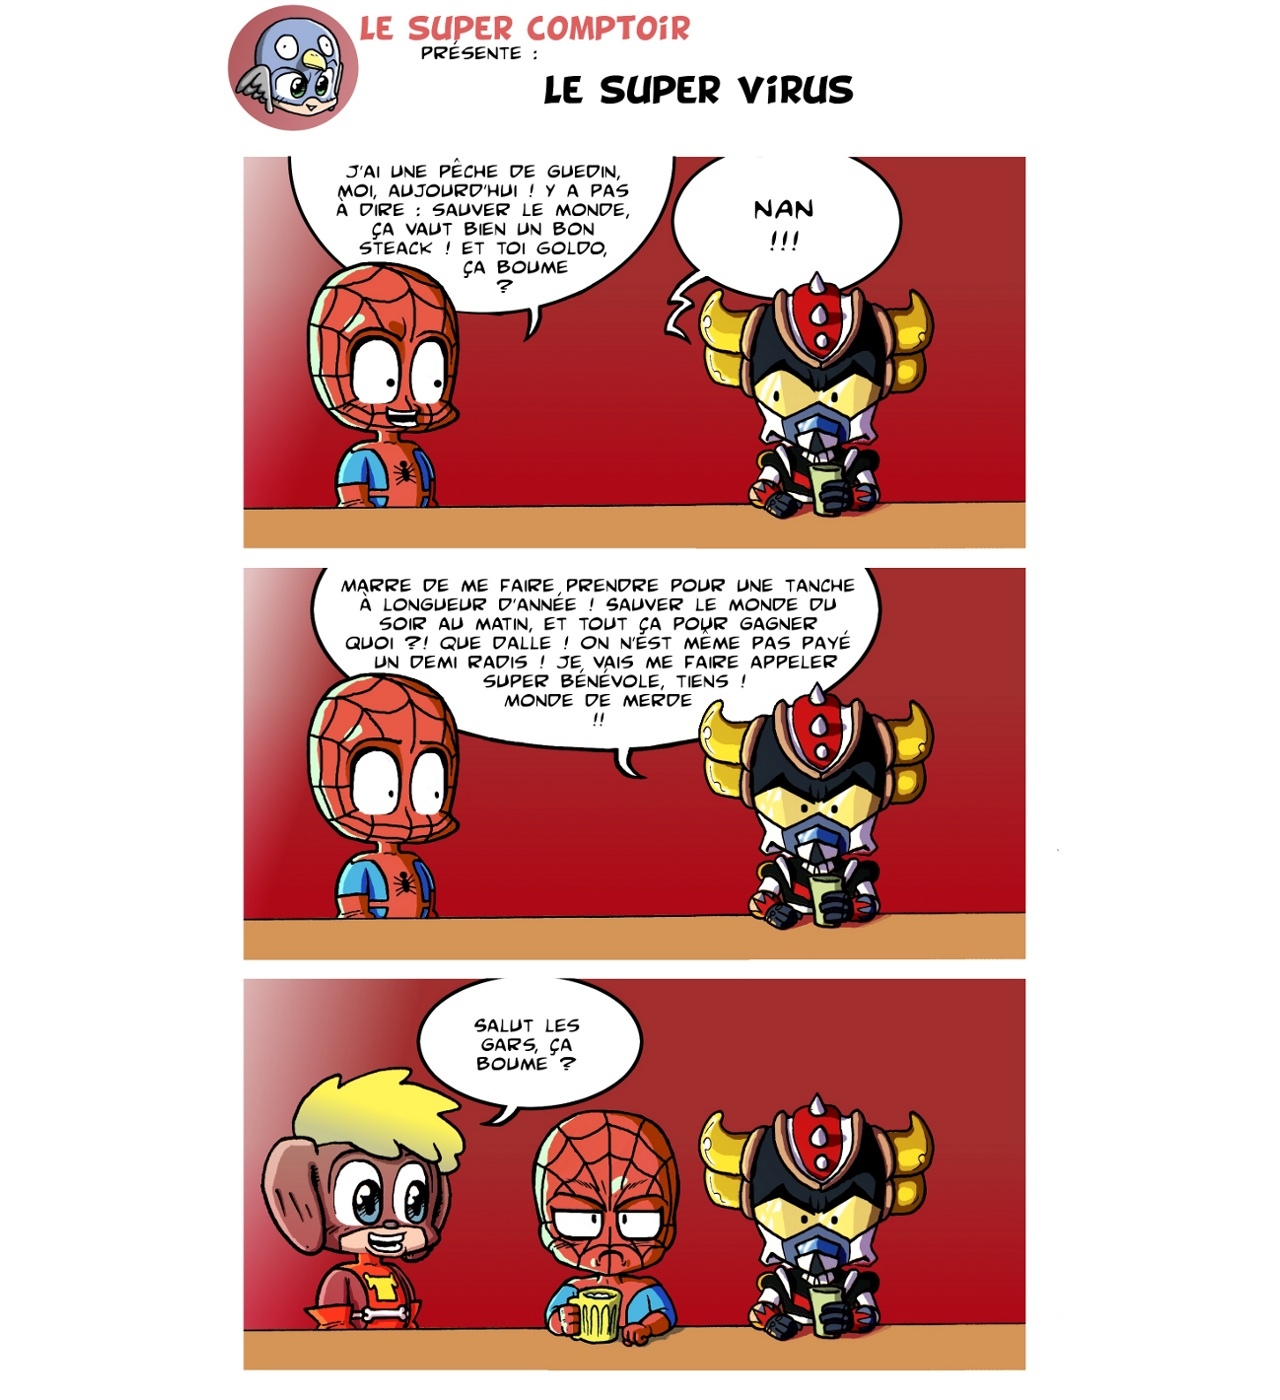 LE SUPER COMPTOIR
PRÉSENTE :
LE SUPER VIRUS
J'AI UNE PÊCHE DE GUEDIN,
MOI, AUJOURD'HUI ! Y A PAS
À DIRE : SAUVER LE MONDE,
ÇA VAUT BIEN UN BON
STEACK ! ET TOI GOLDO,
ÇA BOUME
?
NAN
!!!
MARRE DE ME FAIRE PRENDRE POUR UNE TANCHE
À LONGUEUR D'ANNÉE ! SAUVER LE MONDE DU
SOIR AU MATIN, ET TOUT ÇA POUR GAGNER
QUOI ?! QUE DALLE ! ON N'EST MÊME PAS PAYÉ
UN DEMI RADIS ! JE VAIS ME FAIRE APPELER
SUPER BÉNÉVOLE, TIENS !
MONDE DE MERDE
!!
SALUT LES
GARS, ÇA
BOUME ?